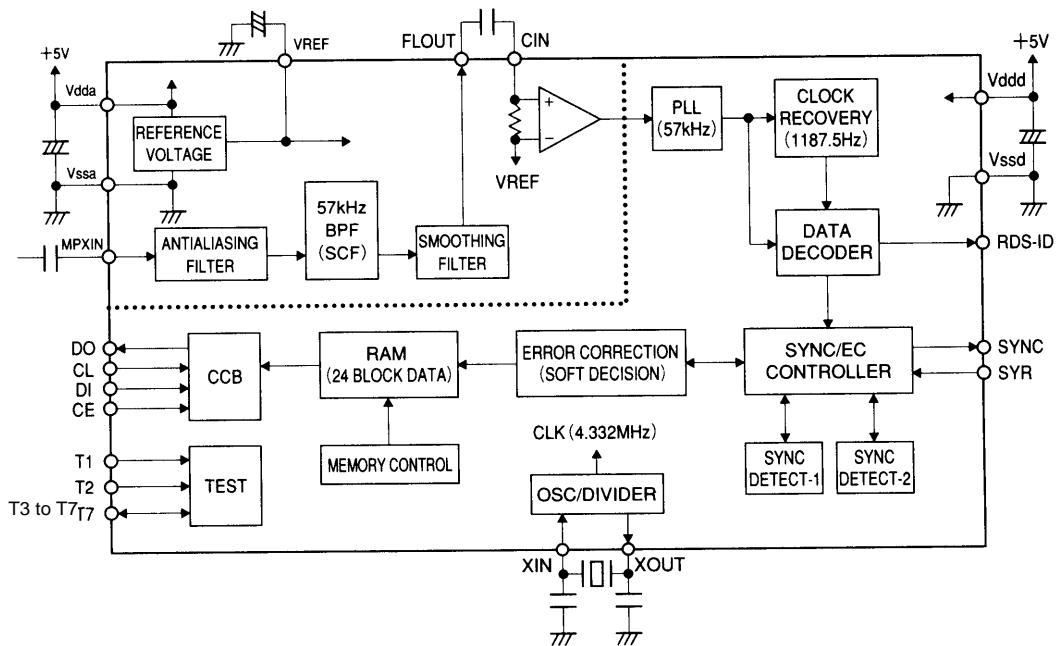 +5V
VREF
FLOUT
CIN
+5V
Vdda
Vddd
REFERENCE
VOLTAGE
PLL
(57kHz)
CLOCK
RECOVERY
(1187.5Hz)
Vssa
Vssd
VREF
MPXIN
ANTIALIASING
FILTER
57kHz
BPF
(SCF)
SMOOTHING
FILTER
DATA
DECODER
RDS-ID
DO
CL
DI
CE
CCB
RAM
(24 BLOCK DATA)
ERROR CORRECTION
(SOFT DECISION)
SYNC/EC
CONTROLLER
SYNC
SYR
CLK(4.332MHz)
T1
T2
T3 to T7
T7
TEST
MEMORY CONTROL
OSC/DIVIDER
SYNC
DETECT-1
SYNC
DETECT-2
XIN
XOUT
+
−